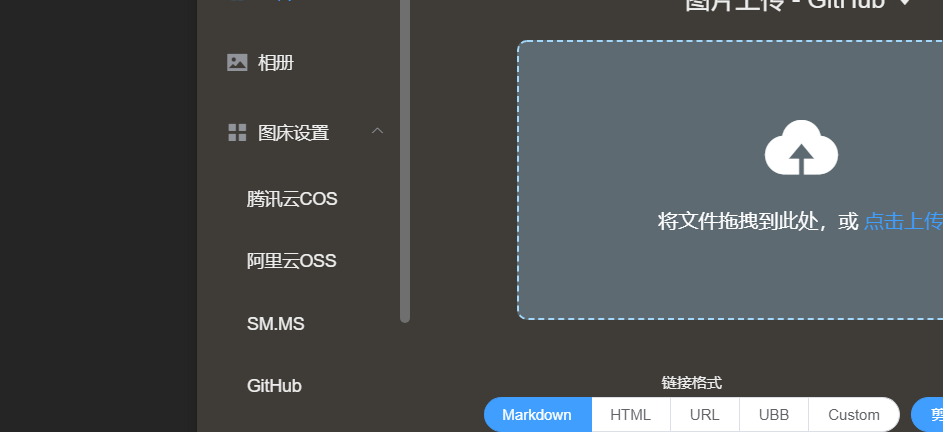 图片上传 - GitHub
相册
图床设置
腾讯云COS
阿里云OSS
SM.MS
GitHub
将文件拖拽到此处，或 点击上传
链接格式
Markdown HTML URL UBB Custom 剪